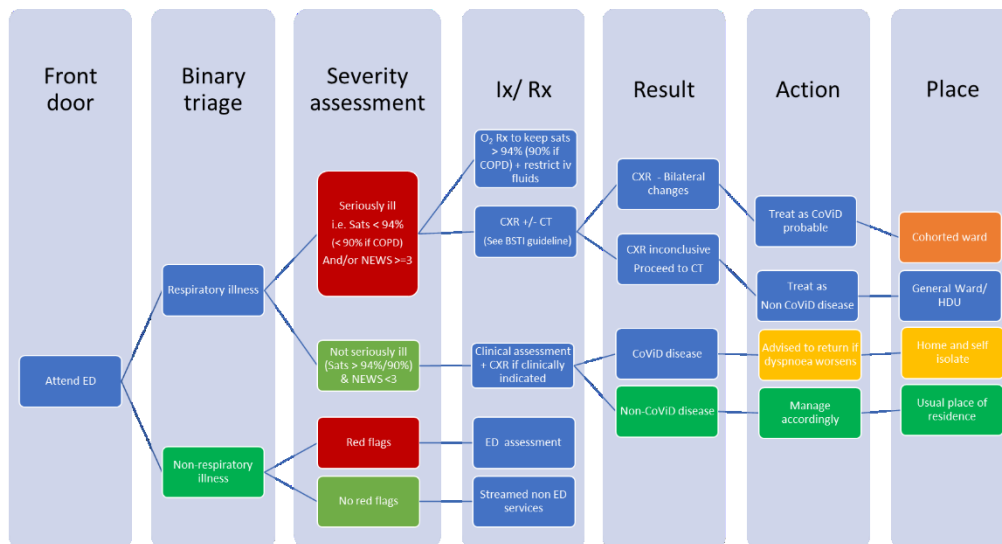 Front
door
Binary
triage
Severity
assessment
Ix/ Rx
Result
Action
Place
Attend ED
Respiratory illness
Non-respiratory
illness
Seriously ill
i.e. Sats < 94%
(< 90% if COPD)
And/or NEWS >=3
Not seriously ill
(Sats > 94%/90%)
& NEWS <3
Red flags
No red flags
O₂ Rx to keep sats
> 94% (90% if
COPD) + restrict iv
fluids
CXR +/- CT
(See BSTI guideline)
Clinical assessment
+ CXR if clinically
indicated
ED assessment
Streamed non ED
services
CXR - Bilateral
changes
CXR inconclusive
Proceed to CT
CoViD disease
Non-CoViD disease
Treat as CoViD
probable
Treat as
Non CoViD disease
Advised to return if
dyspnoea worsens
Manage
accordingly
Cohorted ward
General Ward/
HDU
Home and self
isolate
Usual place of
residence